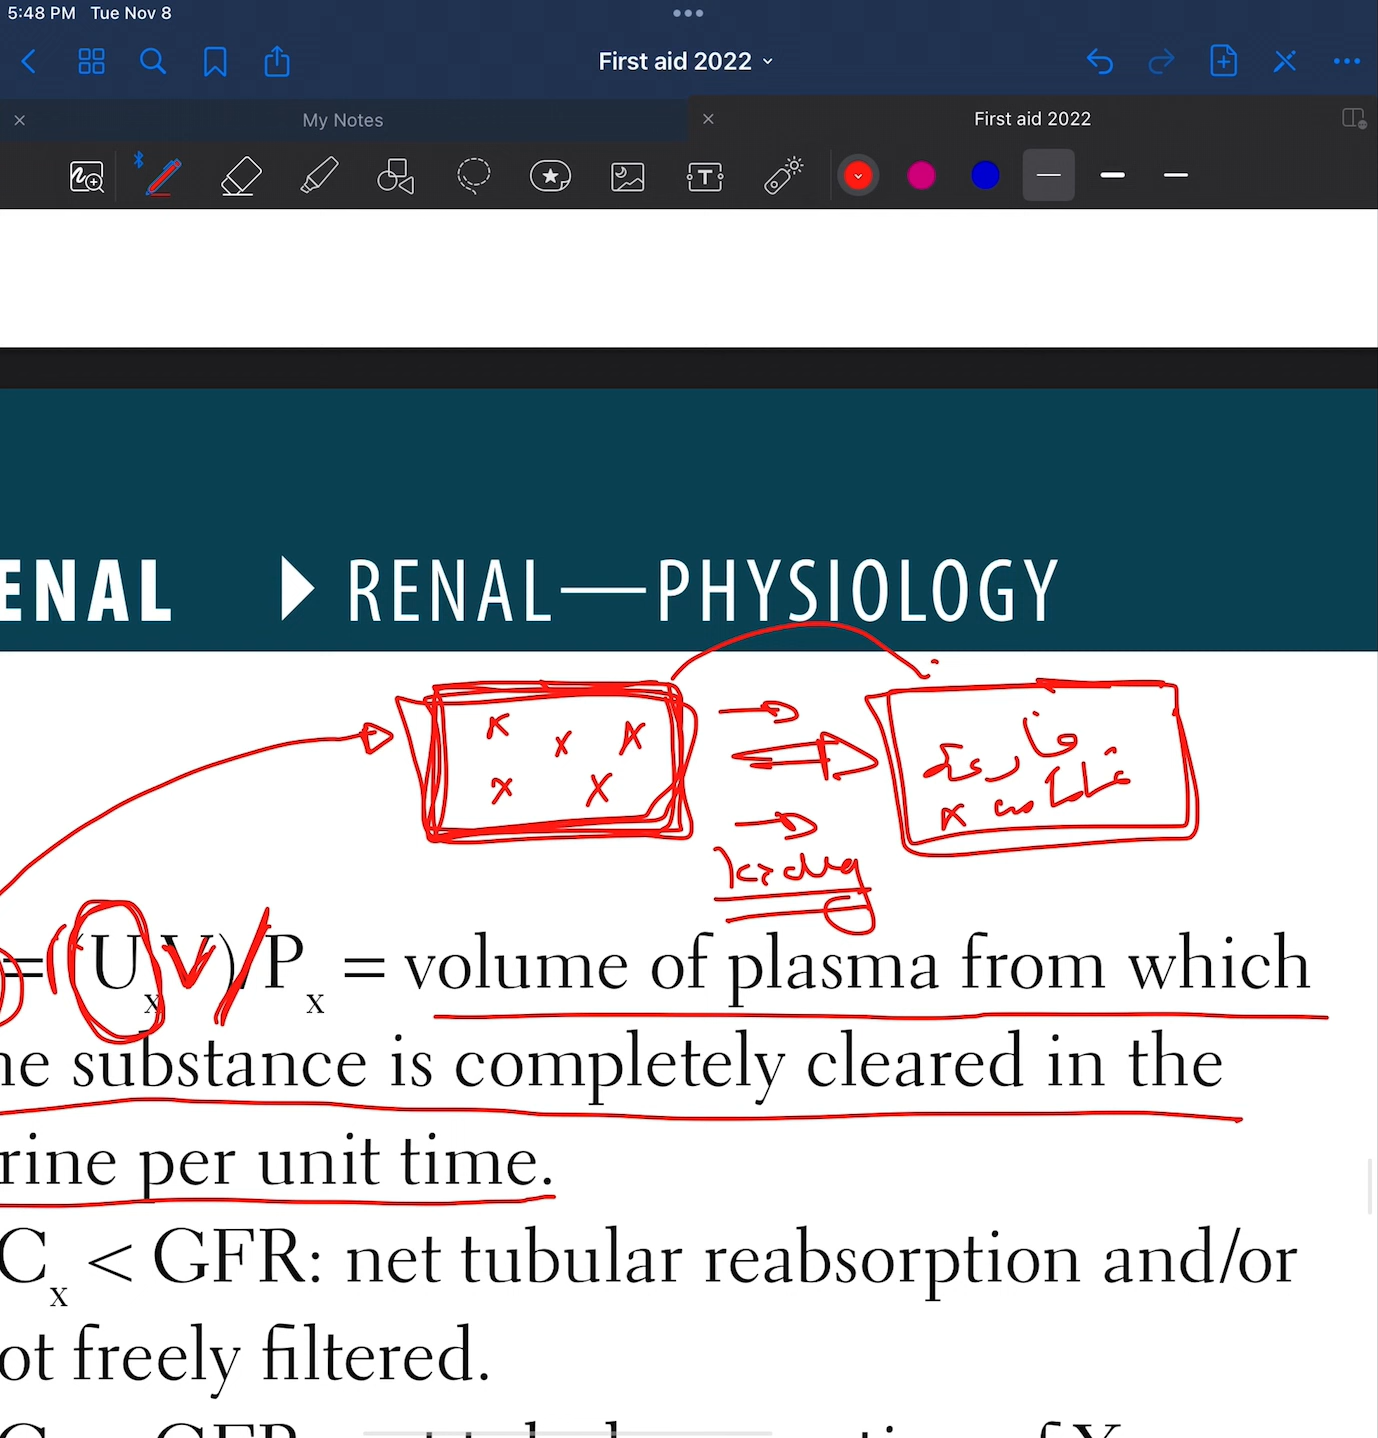 5:48 PM Tue Nov 8
First aid 2022
My Notes
First aid 2022
ENAL RENAL—PHYSIOLOGY
x x x
x x
x
kidney
=(UₓV)/Pₓ = volume of plasma from which
he substance is completely cleared in the
rine per unit time.
Cₓ < GFR: net tubular reabsorption and/or
ot freely filtered.